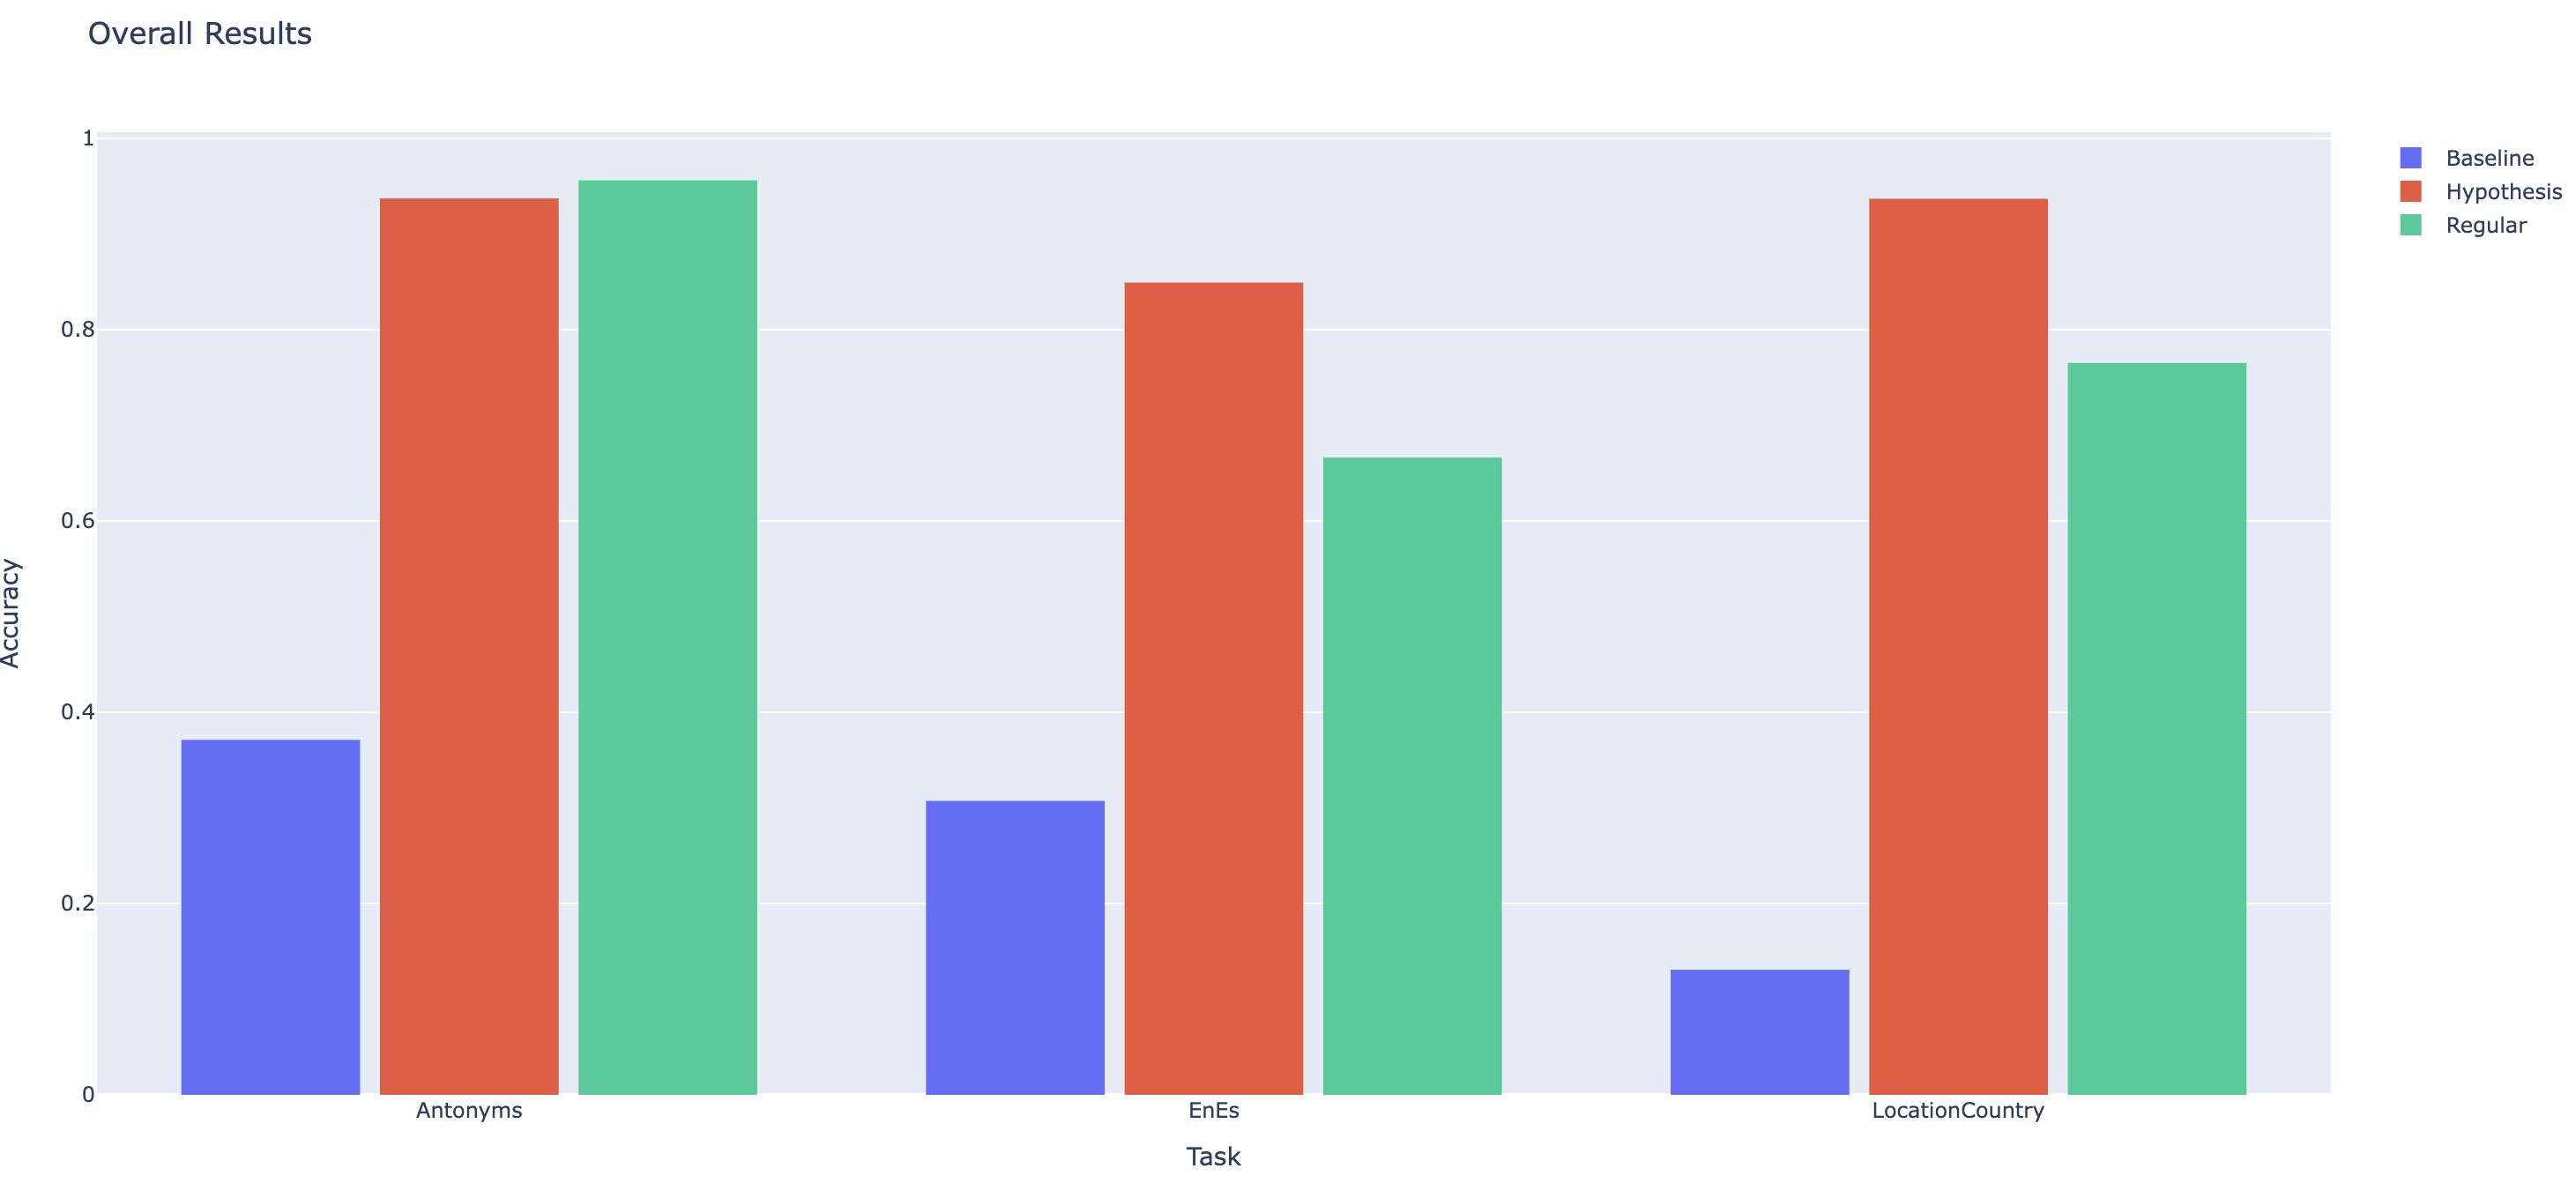 Overall Results
1
0.8
0.6
0.4
0.2
0
Accuracy
Antonyms
EnEs
LocationCountry
Task
Baseline
Hypothesis
Regular